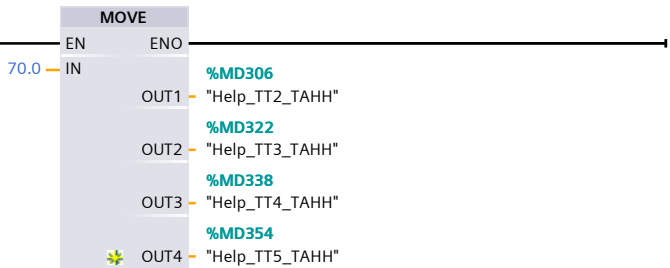 MOVE
EN ENO
70.0 IN
%MD306
OUT1 "Help_TT2_TAHH"
%MD322
OUT2 "Help_TT3_TAHH"
%MD338
OUT3 "Help_TT4_TAHH"
%MD354
OUT4 "Help_TT5_TAHH"